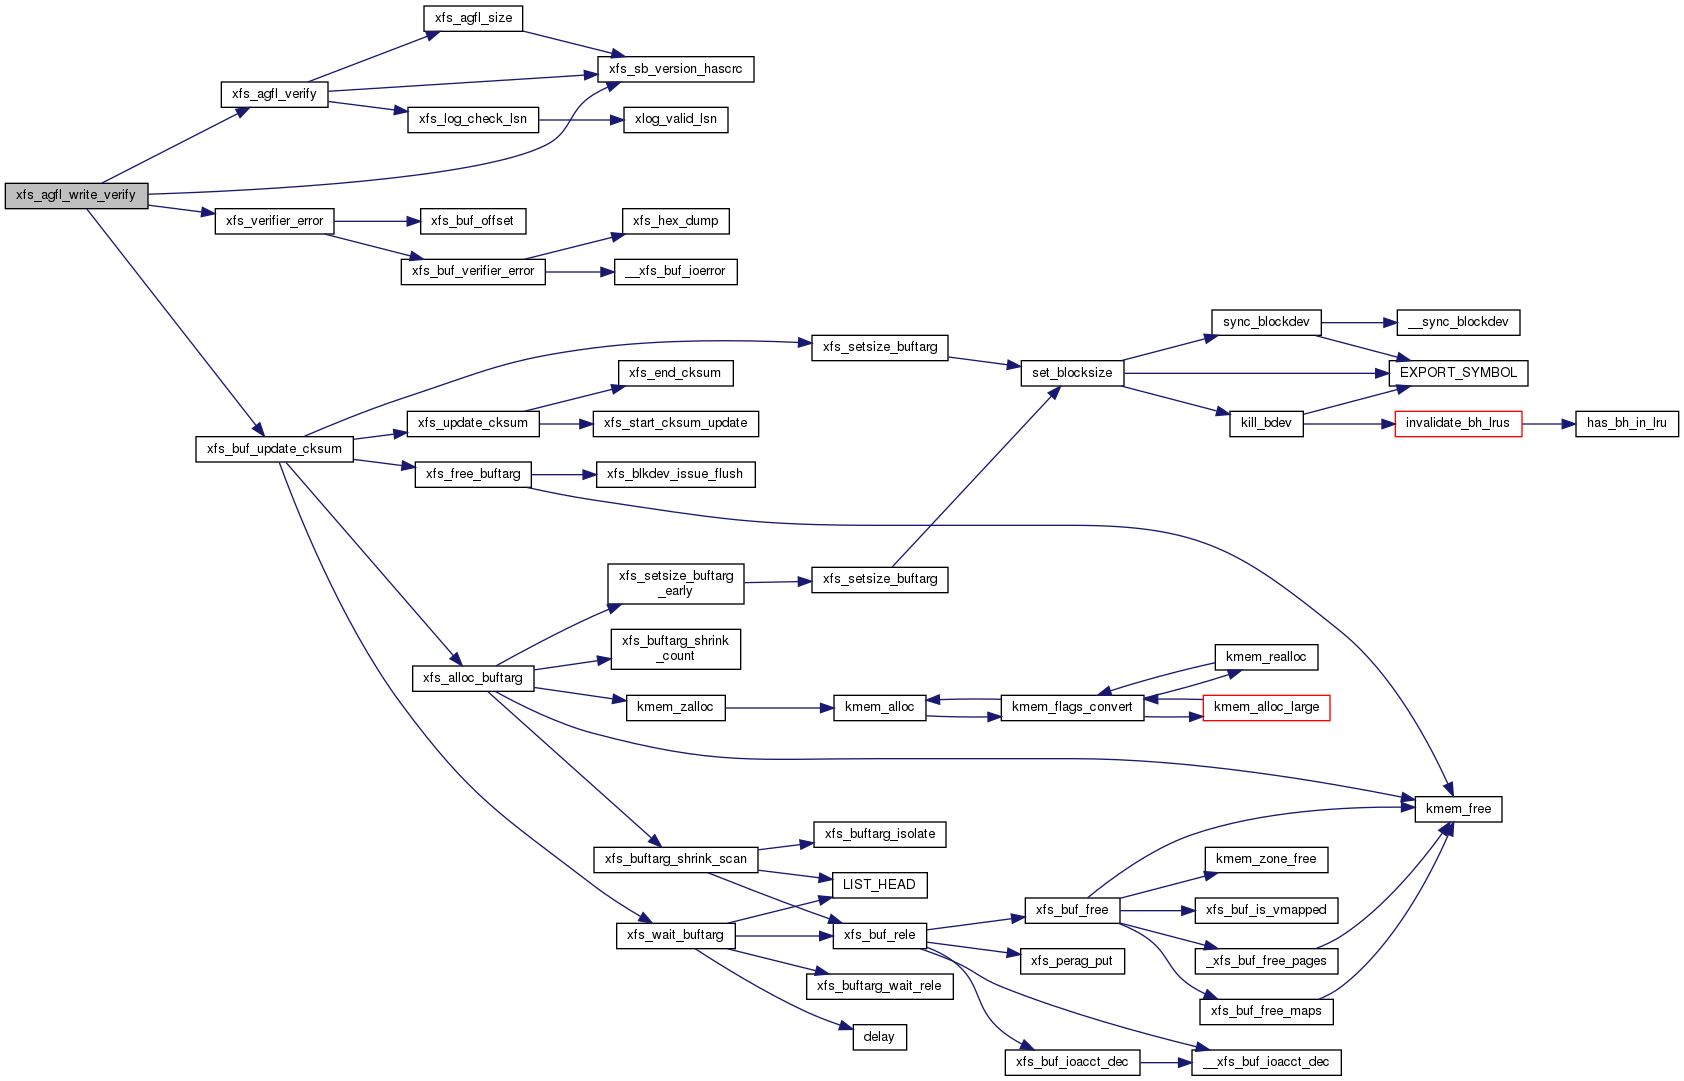 xfs_agfl_size
xfs_sb_version_hascrc
xfs_agfl_verify
xfs_log_check_lsn
xlog_valid_lsn
xfs_agfl_write_verify
xfs_verifier_error
xfs_buf_offset
xfs_hex_dump
xfs_buf_verifier_error
__xfs_buf_ioerror
sync_blockdev
__sync_blockdev
xfs_setsize_buftarg
set_blocksize
EXPORT_SYMBOL
xfs_end_cksum
xfs_update_cksum
xfs_start_cksum_update
kill_bdev
invalidate_bh_lrus
has_bh_in_lru
xfs_buf_update_cksum
xfs_free_buftarg
xfs_blkdev_issue_flush
xfs_setsize_buftarg
_early
xfs_setsize_buftarg
xfs_buftarg_shrink
_count
kmem_realloc
xfs_alloc_buftarg
kmem_zalloc
kmem_alloc
kmem_flags_convert
kmem_alloc_large
kmem_free
xfs_buftarg_isolate
xfs_buftarg_shrink_scan
kmem_zone_free
LIST_HEAD
xfs_buf_free
xfs_buf_is_vmapped
xfs_wait_buftarg
xfs_buf_rele
xfs_perag_put
_xfs_buf_free_pages
xfs_buftarg_wait_rele
xfs_buf_free_maps
delay
xfs_buf_ioacct_dec
__xfs_buf_ioacct_dec